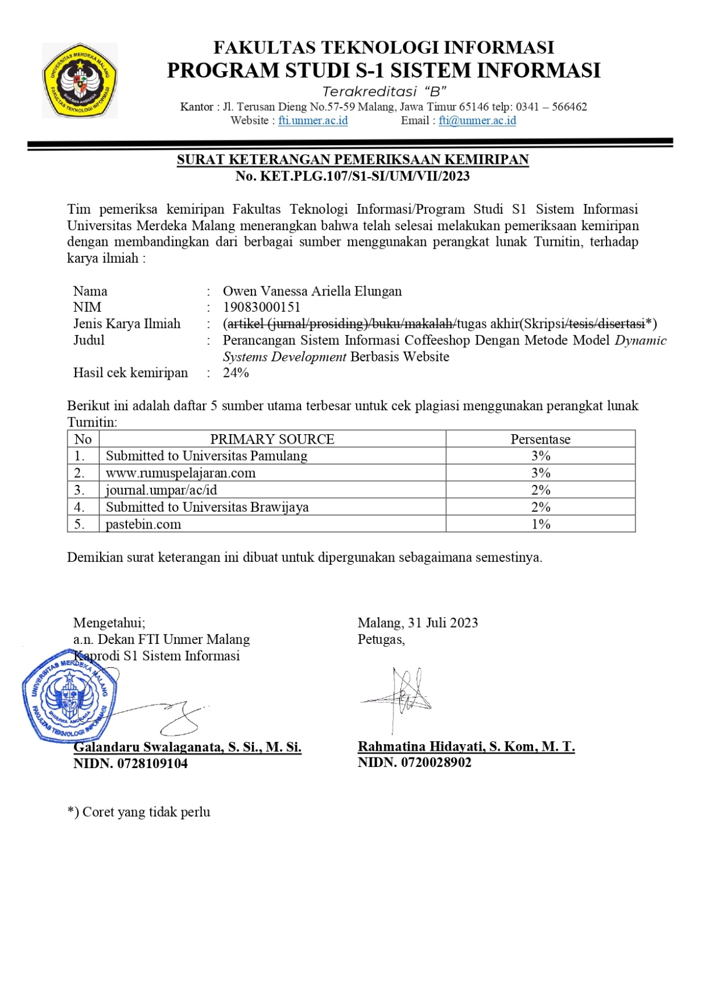 UNIVERSITAS MERDEKA MALANG
BHIRAWA ANORAGA
FAKULTAS TEKNOLOGI INFORMASI
FAKULTAS TEKNOLOGI INFORMASI
PROGRAM STUDI S-1 SISTEM INFORMASI
Terakreditasi “B”
Kantor : Jl. Terusan Dieng No.57-59 Malang, Jawa Timur 65146 telp: 0341 – 566462
Website : fti.unmer.ac.id Email : fti@unmer.ac.id
SURAT KETERANGAN PEMERIKSAAN KEMIRIPAN
No. KET.PLG.107/S1-SI/UM/VII/2023
Tim pemeriksa kemiripan Fakultas Teknologi Informasi/Program Studi S1 Sistem Informasi
Universitas Merdeka Malang menerangkan bahwa telah selesai melakukan pemeriksaan kemiripan
dengan membandingkan dari berbagai sumber menggunakan perangkat lunak Turnitin, terhadap
karya ilmiah :
Nama : Owen Vanessa Ariella Elungan
NIM : 19083000151
Jenis Karya Ilmiah : (artikel (jurnal/prosiding)/buku/makalah/tugas akhir(Skripsi/tesis/disertasi*)
Judul : Perancangan Sistem Informasi Coffeeshop Dengan Metode Model Dynamic
Systems Development Berbasis Website
Hasil cek kemiripan : 24%
Berikut ini adalah daftar 5 sumber utama terbesar untuk cek plagiasi menggunakan perangkat lunak
Turnitin:
No PRIMARY SOURCE Persentase
1. Submitted to Universitas Pamulang 3%
2. www.rumuspelajaran.com 3%
3. journal.umpar/ac/id 2%
4. Submitted to Universitas Brawijaya 2%
5. pastebin.com 1%
Demikian surat keterangan ini dibuat untuk dipergunakan sebagaimana semestinya.
Mengetahui; Malang, 31 Juli 2023
a.n. Dekan FTI Unmer Malang Petugas,
Kaprodi S1 Sistem Informasi
UNIVERSITAS MERDEKA MALANG
BHIRAWA ANORAGA
FAKULTAS TEKNOLOGI INFORMASI
Galandaru Swalaganata, S. Si., M. Si. Rahmatina Hidayati, S. Kom, M. T.
NIDN. 0728109104 NIDN. 0720028902
*) Coret yang tidak perlu